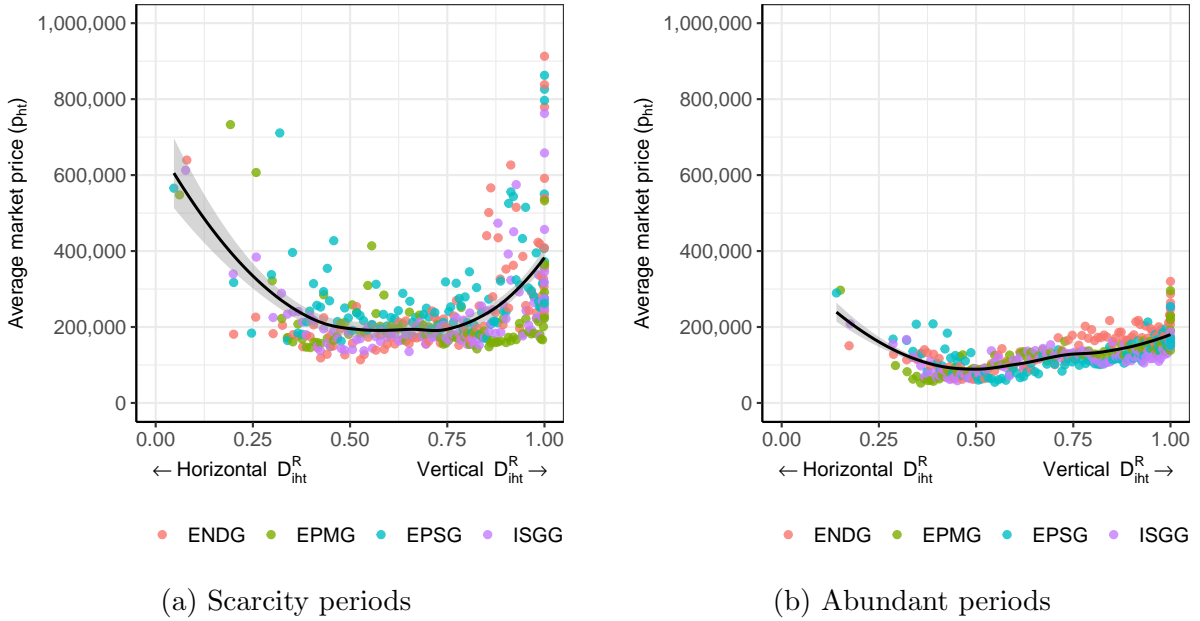 Average market price (p_ht)
1,000,000
800,000
600,000
400,000
200,000
0
0.00 0.25 0.50 0.75 1.00
← Horizontal D^R_iht Vertical D^R_iht →
ENDG EPMG EPSG ISGG
(a) Scarcity periods
Average market price (p_ht)
1,000,000
800,000
600,000
400,000
200,000
0
0.00 0.25 0.50 0.75 1.00
← Horizontal D^R_iht Vertical D^R_iht →
ENDG EPMG EPSG ISGG
(b) Abundant periods